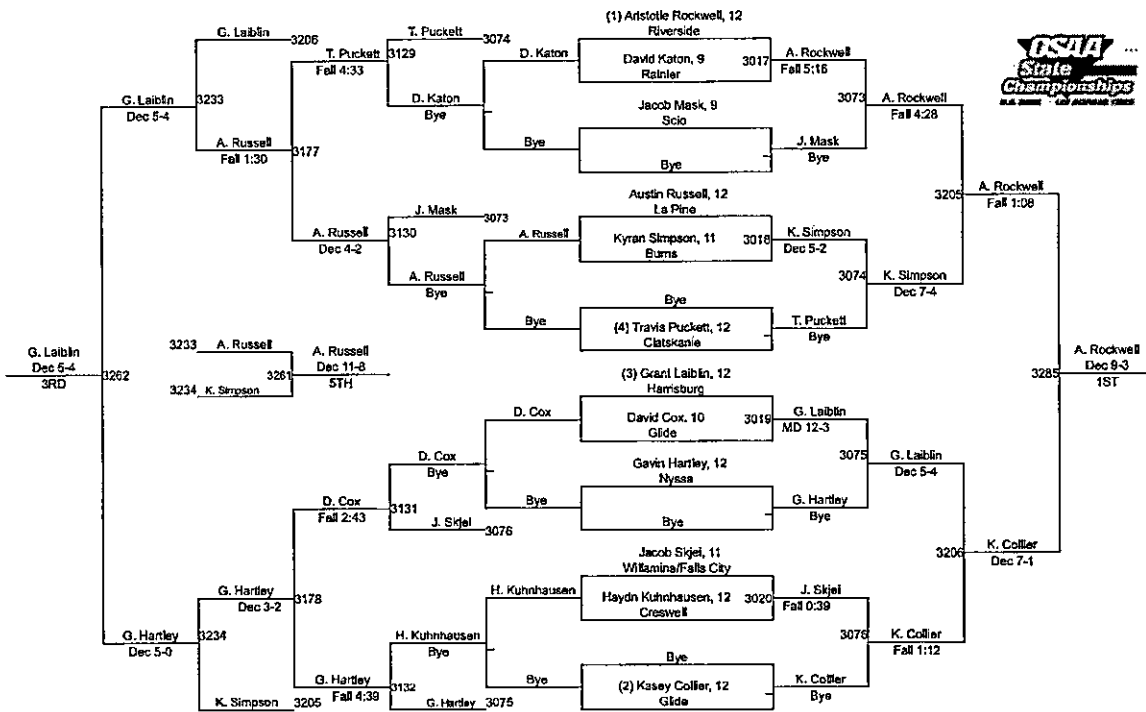 OSAA ...
State
Championships
(1) Aristotle Rockwell, 12
Riverside
David Katon, 9
Rainier
3017
A. Rockwell
Fall 5:16
Jacob Mask, 9
Scio
Bye
J. Mask
Bye
3073
A. Rockwell
Fall 4:28
Austin Russell, 12
La Pine
Kyran Simpson, 11
Burns
3018
K. Simpson
Dec 5-2
Bye
(4) Travis Puckett, 12
Clatskanie
T. Puckett
Bye
3074
K. Simpson
Dec 7-4
3205
A. Rockwell
Fall 1:08
(3) Grant Laiblin, 12
Harrisburg
David Cox, 10
Glide
3019
G. Laiblin
MD 12-3
Gavin Hartley, 12
Nyssa
Bye
G. Hartley
Bye
3075
G. Laiblin
Dec 5-4
Jacob Skjei, 11
Willamina/Falls City
Haydn Kuhnhausen, 12
Creswell
3020
J. Skjei
Fall 0:39
Bye
(2) Kasey Collier, 12
Glide
K. Collier
Bye
3076
K. Collier
Fall 1:12
3206
K. Collier
Dec 7-1
3285
A. Rockwell
Dec 9-3
1ST
D. Katon
Bye
D. Katon
Bye
T. Puckett
3074
3129
T. Puckett
Fall 4:33
A. Russell
Bye
A. Russell
Bye
J. Mask
3073
3130
A. Russell
Dec 4-2
3177
A. Russell
Fall 1:30
G. Laiblin
3206
3233
G. Laiblin
Dec 5-4
3233
A. Russell
3234
K. Simpson
3261
A. Russell
Dec 11-8
5TH
3262
G. Laiblin
Dec 5-4
3RD
D. Cox
Bye
D. Cox
Bye
J. Skjei
3076
3131
D. Cox
Fall 2:43
H. Kuhnhausen
Bye
H. Kuhnhausen
Bye
G. Hartley
3075
3132
G. Hartley
Fall 4:39
3178
G. Hartley
Dec 3-2
K. Simpson
3205
3234
G. Hartley
Dec 5-0